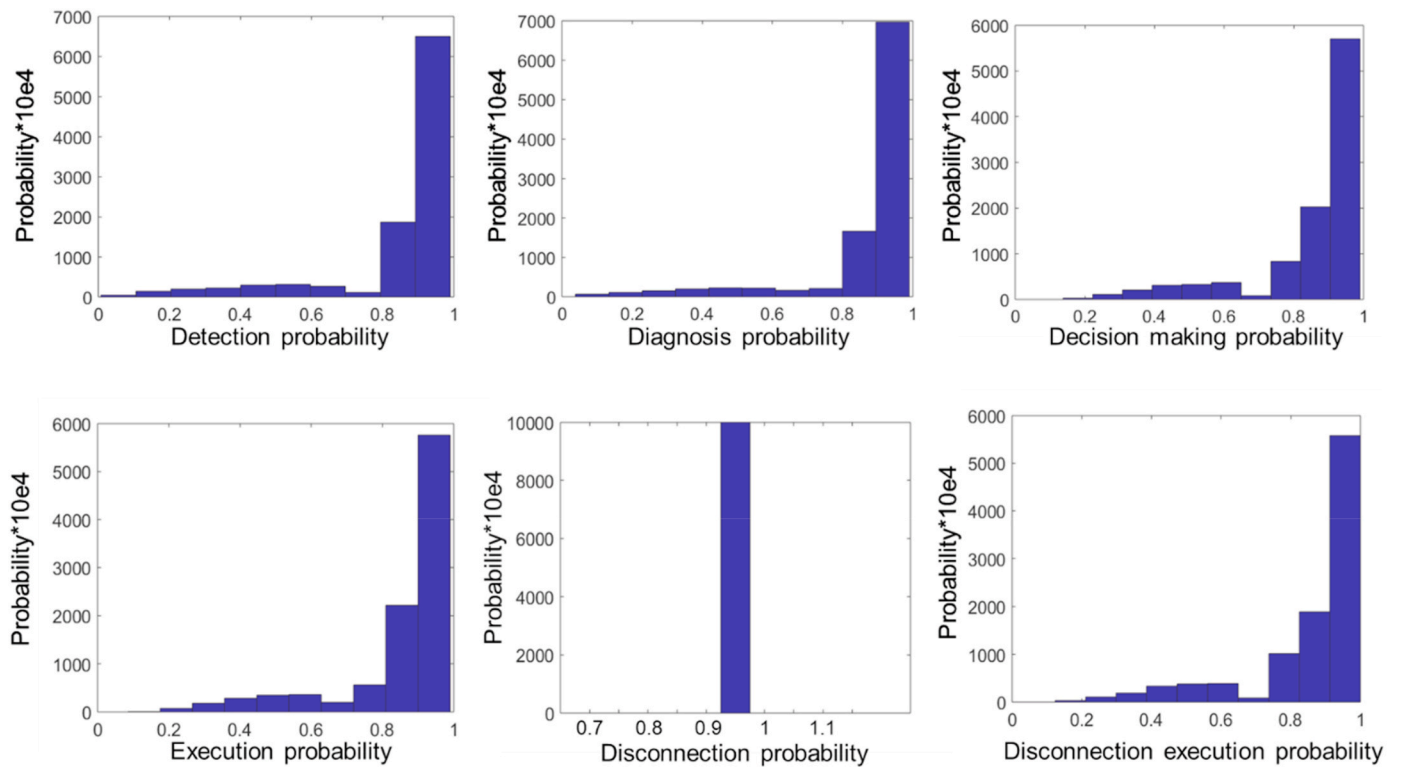 Probability*10e4
7000
6000
5000
4000
3000
2000
1000
0
0 0.2 0.4 0.6 0.8 1
Detection probability
Probability*10e4
7000
6000
5000
4000
3000
2000
1000
0
0 0.2 0.4 0.6 0.8 1
Diagnosis probability
Probability*10e4
6000
5000
4000
3000
2000
1000
0
0 0.2 0.4 0.6 0.8 1
Decision making probability
Probability*10e4
6000
5000
4000
3000
2000
1000
0
0 0.2 0.4 0.6 0.8 1
Execution probability
Probability*10e4
10000
8000
6000
4000
2000
0
0.7 0.8 0.9 1 1.1
Disconnection probability
Probability*10e4
6000
5000
4000
3000
2000
1000
0
0 0.2 0.4 0.6 0.8 1
Disconnection execution probability